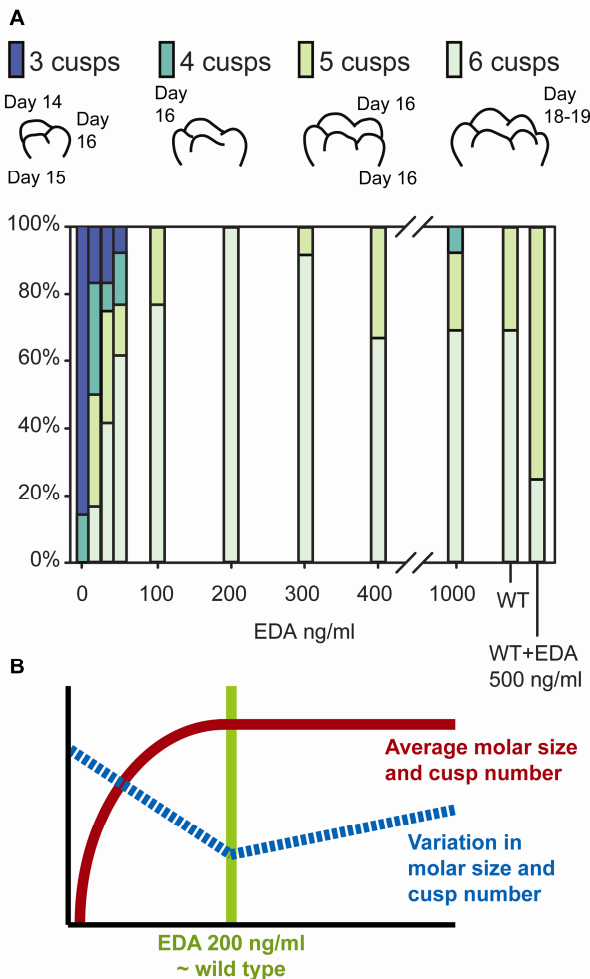 A
3 cusps
4 cusps
5 cusps
6 cusps
Day 14
Day
16
Day 15
Day
16
Day 16
Day 16
Day
18-19
100%
80%
60%
40%
20%
0%
0
100
200
300
400
1000
WT
EDA ng/ml
WT+EDA
500 ng/ml
B
Average molar size
and cusp number
Variation in
molar size and
cusp number
EDA 200 ng/ml
~ wild type